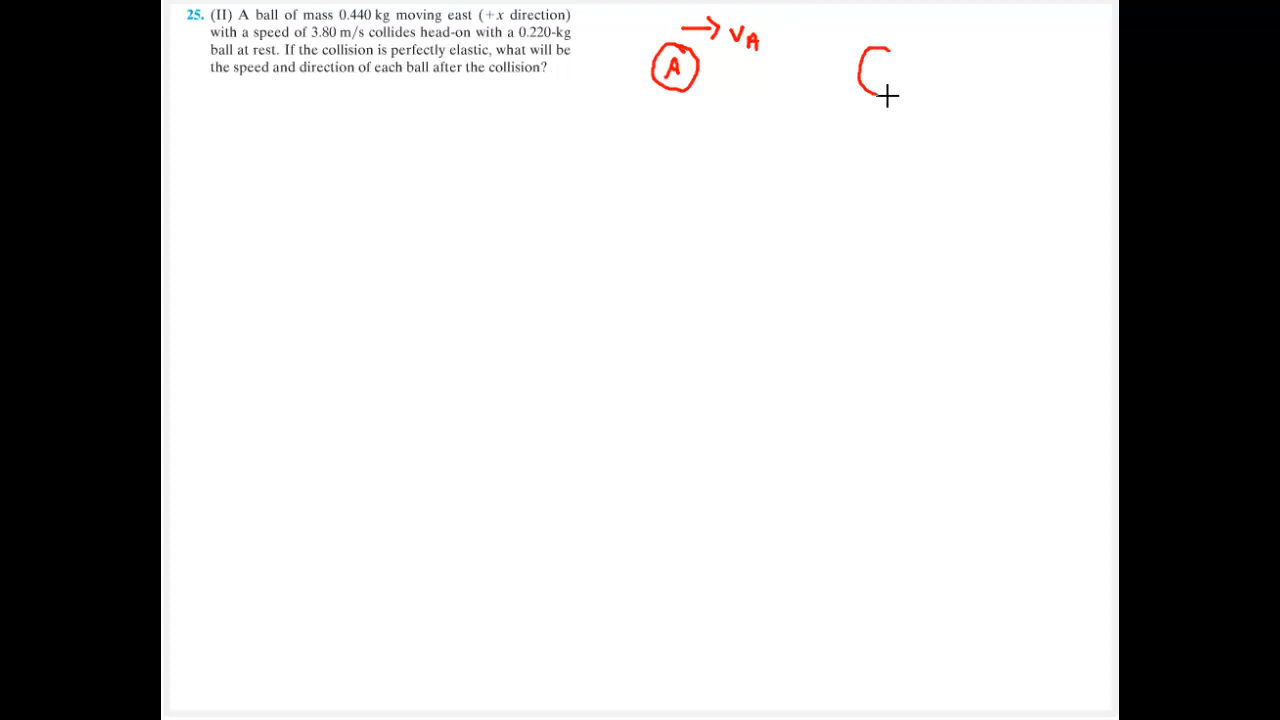 25. (II) A ball of mass 0.440 kg moving east (+x direction)
with a speed of 3.80 m/s collides head-on with a 0.220-kg
ball at rest. If the collision is perfectly elastic, what will be
the speed and direction of each ball after the collision?
→ VA
A